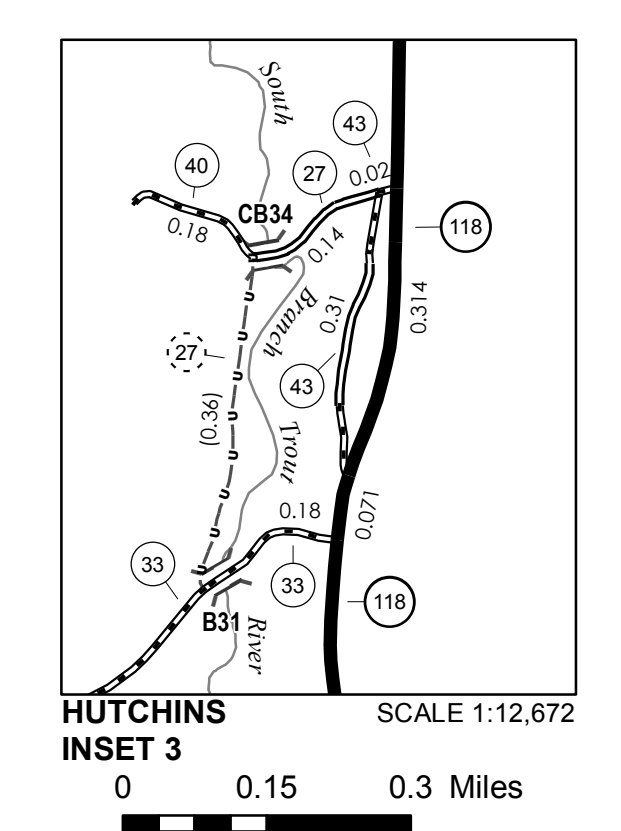 South
43
40
27
0.02
CB34
0.18
118
0.14
Branch
0.31
0.314
27
43
(0.36)
Trout
0.18
0.071
33
33
118
B31
River
HUTCHINS
SCALE 1:12,672
INSET 3
0 0.15 0.3 Miles